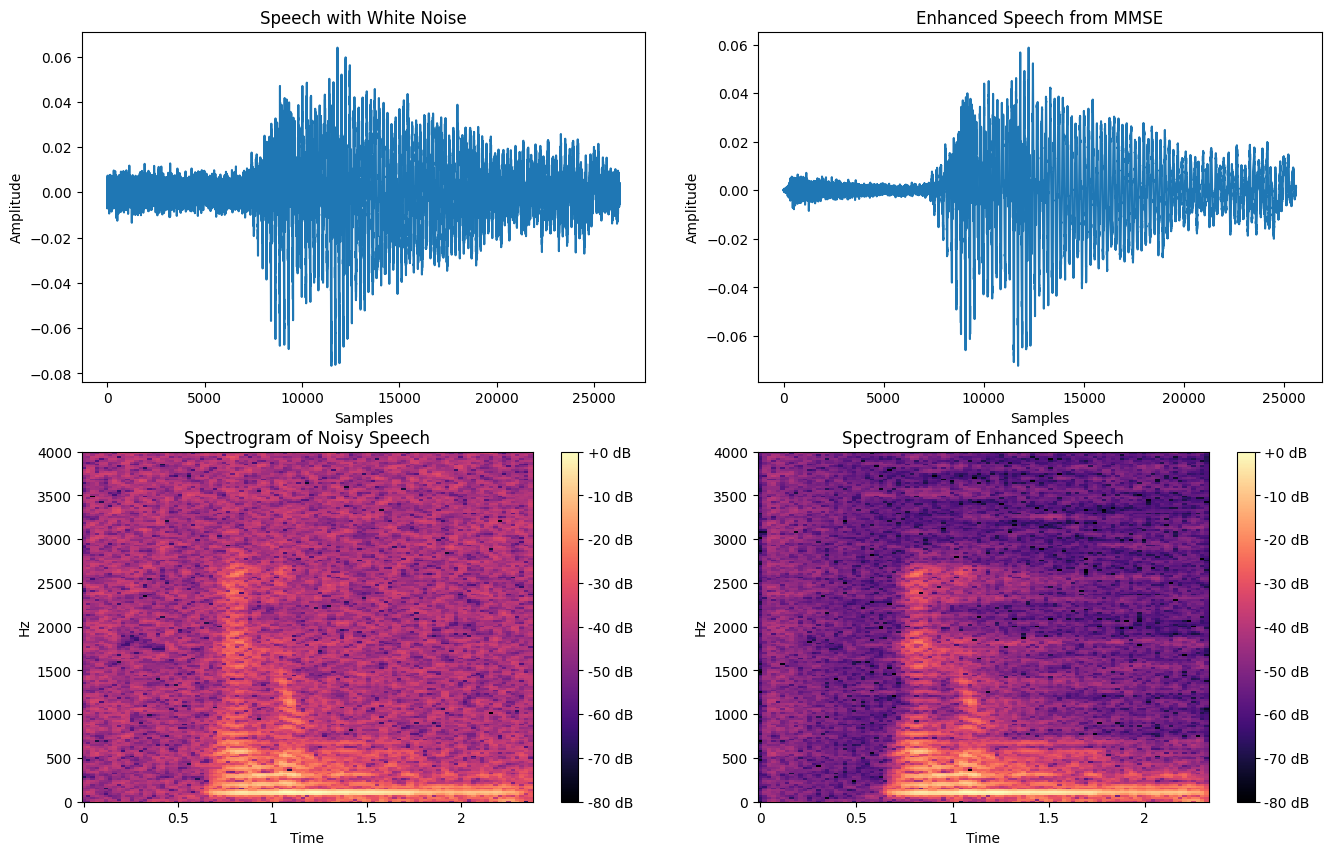 Speech with White Noise
0.06
0.04
0.02
0.00
−0.02
−0.04
−0.06
−0.08
Amplitude
0 5000 10000 15000 20000 25000
Samples
Enhanced Speech from MMSE
0.06
0.04
0.02
0.00
−0.02
−0.04
−0.06
Amplitude
0 5000 10000 15000 20000 25000
Samples
Spectrogram of Noisy Speech
4000
3500
3000
2500
2000
1500
1000
500
0
Hz
0 0.5 1 1.5 2
Time
+0 dB
-10 dB
-20 dB
-30 dB
-40 dB
-50 dB
-60 dB
-70 dB
-80 dB
Spectrogram of Enhanced Speech
4000
3500
3000
2500
2000
1500
1000
500
0
Hz
0 0.5 1 1.5 2
Time
+0 dB
-10 dB
-20 dB
-30 dB
-40 dB
-50 dB
-60 dB
-70 dB
-80 dB